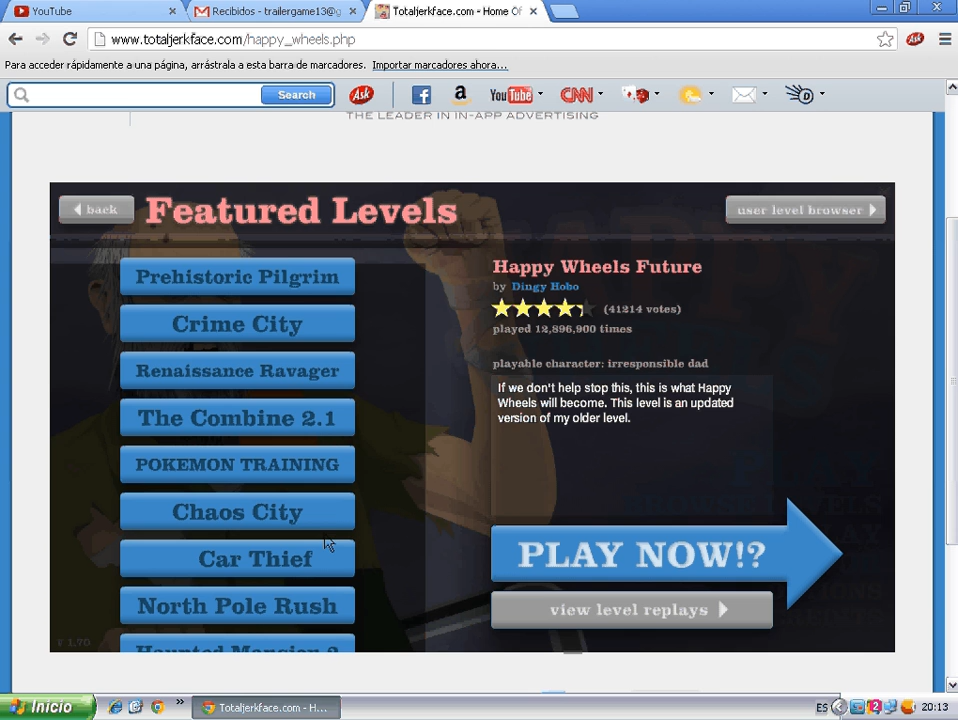 YouTube
Recibidos - trailergame13@g
Totaljerkface.com - Home Of
www.totaljerkface.com/happy_wheels.php
Para acceder rápidamente a una página, arrástrala a esta barra de marcadores. Importar marcadores ahora...
Search
Ask
a
YouTube
CNN
THE LEADER IN IN-APP ADVERTISING
back
Featured Levels
user level browser
Prehistoric Pilgrim
Crime City
Renaissance Ravager
The Combine 2.1
POKEMON TRAINING
Chaos City
Car Thief
North Pole Rush
Haunted Mansion 2
Happy Wheels Future
by Dingy Hobo
(41214 votes)
played 12,896,900 times
playable character: irresponsible dad
If we don't help stop this, this is what Happy
Wheels will become. This level is an updated
version of my older level.
PLAY NOW!?
view level replays
v 1.70
Inicio
Totaljerkface.com - H...
ES
20:13